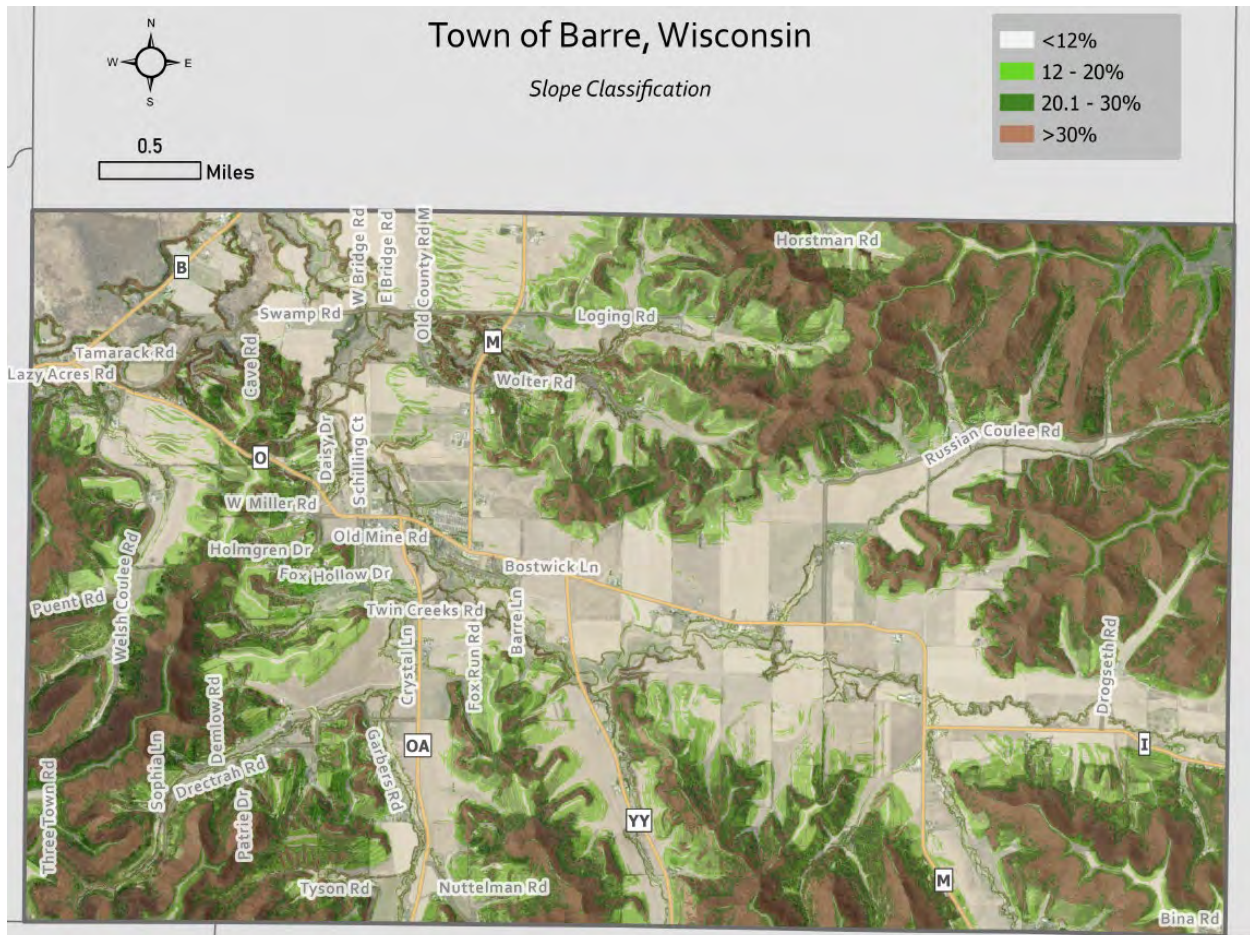 Town of Barre, Wisconsin
Slope Classification
N
W
E
S
0.5
Miles
<12%
12 - 20%
20.1 - 30%
>30%
B
W Bridge Rd
E Bridge Rd
Old County Rd M
Horstman Rd
Swamp Rd
Loging Rd
M
Tamarack Rd
Lazy Acres Rd
Cave Rd
Wolter Rd
O
Daisy Dr
Schilling Ct
Russian Coulee Rd
W Miller Rd
Old Mine Rd
Holmgren Dr
Bostwick Ln
Fox Hollow Dr
Puent Rd
Welsh Coulee Rd
Twin Creeks Rd
Barre Ln
Crystal Ln
Fox Run Rd
Drogseth Rd
Demlow Rd
OA
I
Sophia Ln
Drectrah Rd
Garbers Rd
Three Town Rd
Patrie Dr
YY
M
Tyson Rd
Nuttelman Rd
Bina Rd